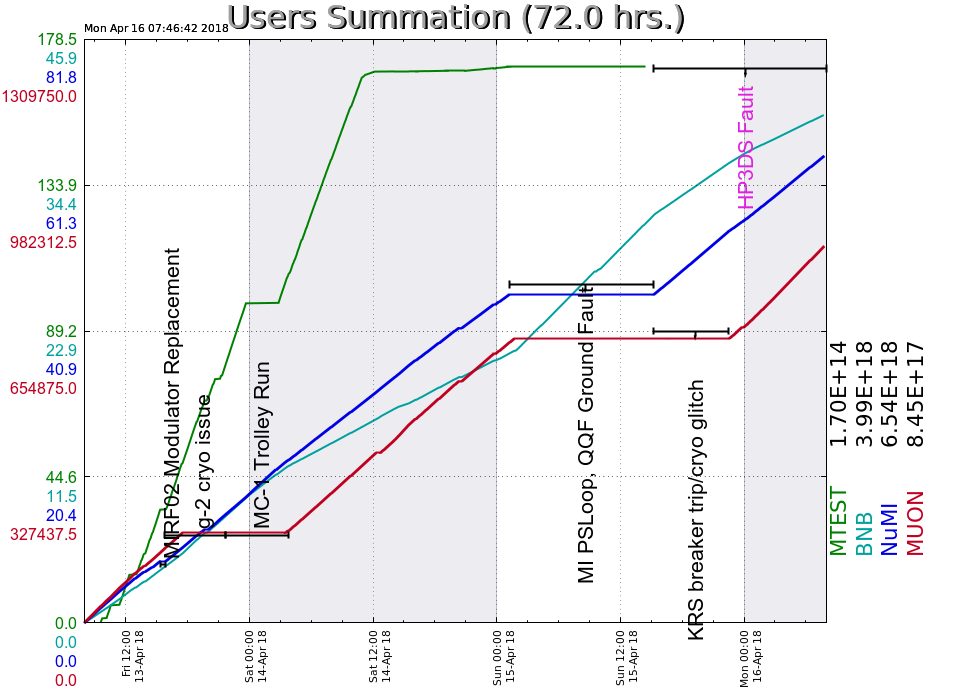 Users Summation (72.0 hrs.)
Mon Apr 16 07:46:42 2018
178.5
45.9
81.8
1309750.0
133.9
34.4
61.3
982312.5
89.2
22.9
40.9
654875.0
44.6
11.5
20.4
327437.5
0.0
0.0
0.0
0.0
MI RF02 Modulator Replacement
g-2 cryo issue
MC-1 Trolley Run
MI PSLoop, QQF Ground Fault
KRS breaker trip/cryo glitch
HP3DS Fault
Fri 12:00
13-Apr 18
Sat 00:00
14-Apr 18
Sat 12:00
14-Apr 18
Sun 00:00
15-Apr 18
Sun 12:00
15-Apr 18
Mon 00:00
16-Apr 18
MTEST 1.70E+14
BNB 3.99E+18
NuMI 6.54E+18
MUON 8.45E+17